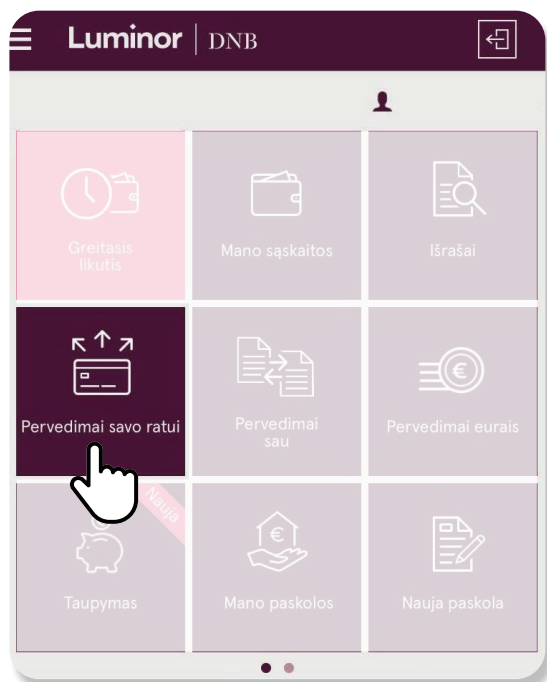 Luminor | DNB
Greitasis
likutis
Mano sąskaitos
Išrašai
Pervedimai savo ratui
Pervedimai
sau
Pervedimai eurais
Nauja
Taupymas
Mano paskolos
Nauja paskola